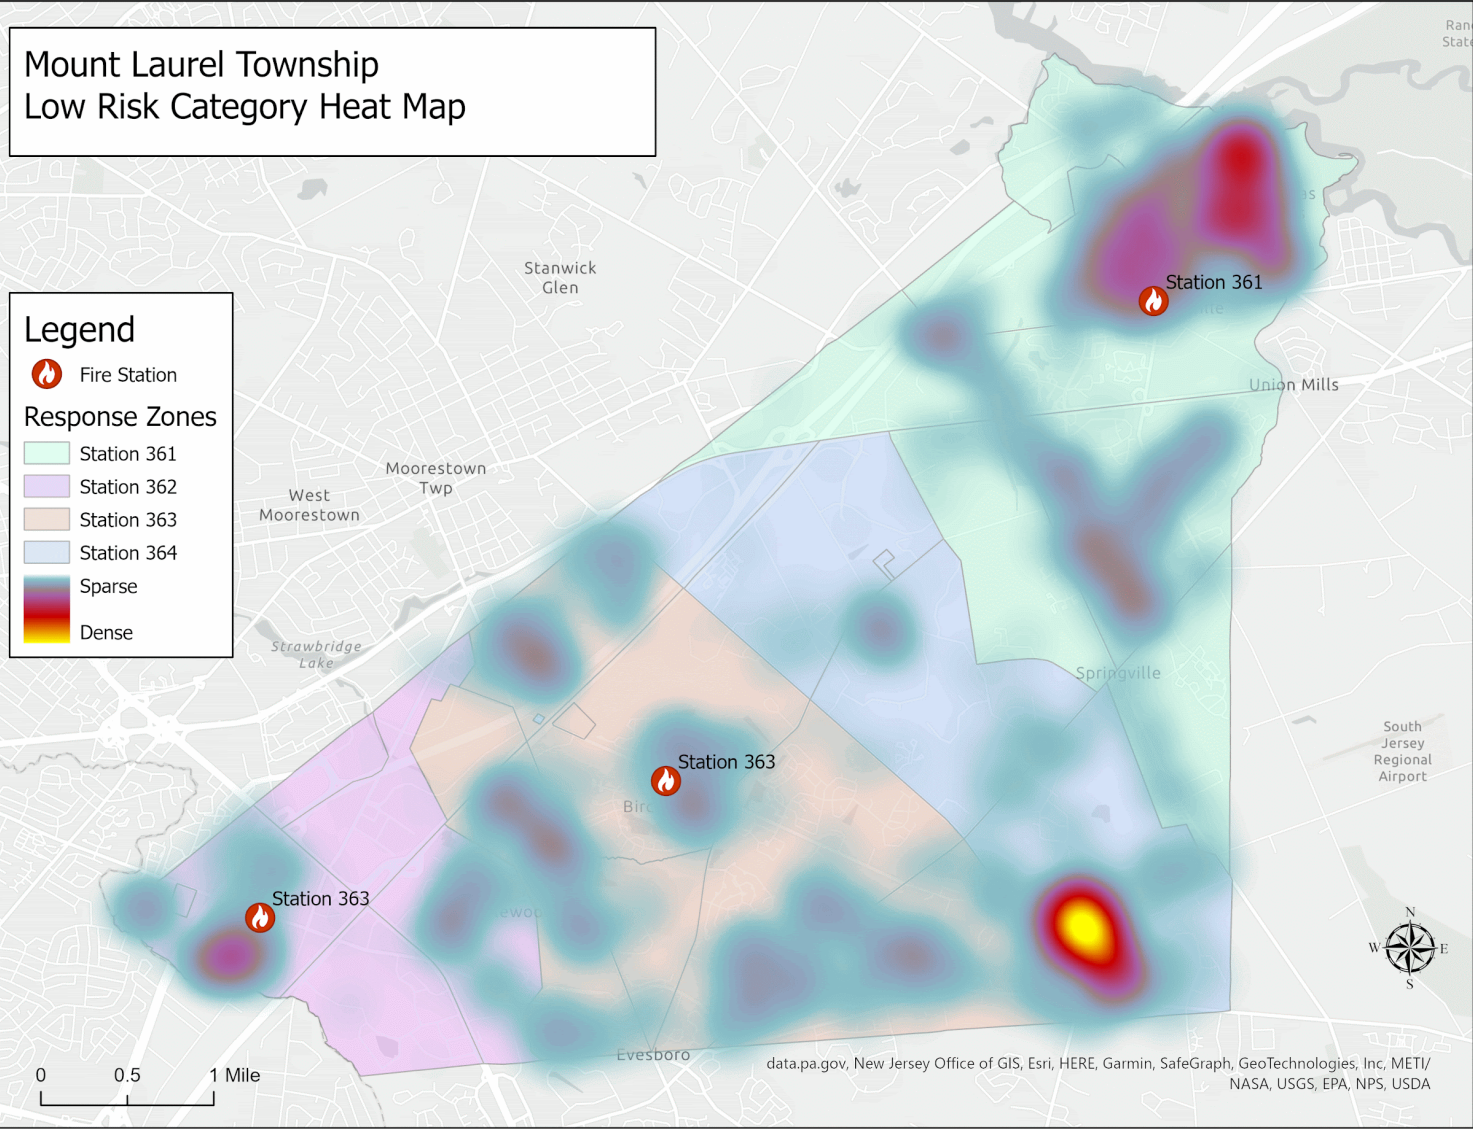 Mount Laurel Township
Low Risk Category Heat Map
Ran
State
Stanwick
Glen
Station 361
Union Mills
Legend
Fire Station
Response Zones
Station 361
Station 362
Station 363
Station 364
Sparse
Dense
Moorestown
Twp
West
Moorestown
Strawbridge
Lake
Springville
South
Jersey
Regional
Airport
Station 363
Station 363
Evesboro
N
W
E
S
0
0.5
1 Mile
data.pa.gov, New Jersey Office of GIS, Esri, HERE, Garmin, SafeGraph, GeoTechnologies, Inc, METI/
NASA, USGS, EPA, NPS, USDA